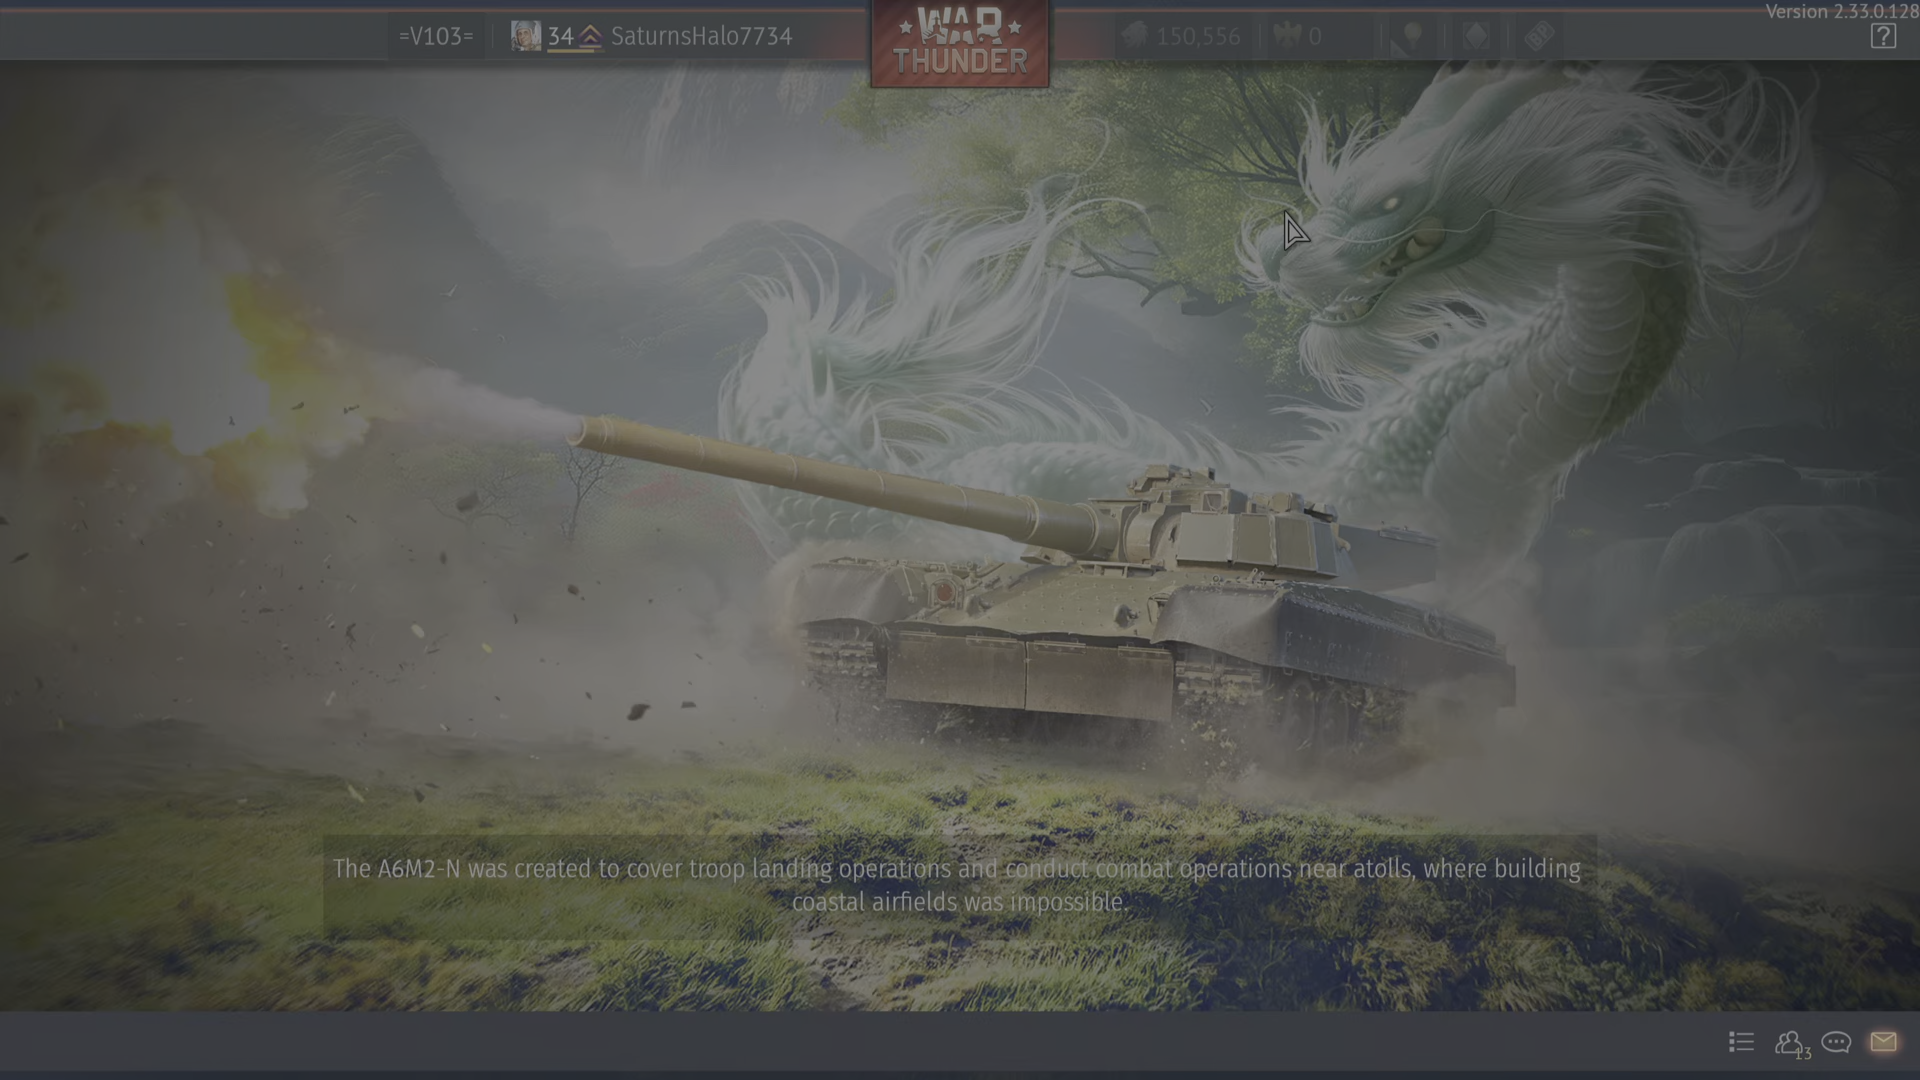 Version 2.33.0.128
=V103= 34 SaturnsHalo7734
WAR
THUNDER
150,556 0
The A6M2-N was created to cover troop landing operations and conduct combat operations near atolls, where building
coastal airfields was impossible.
13